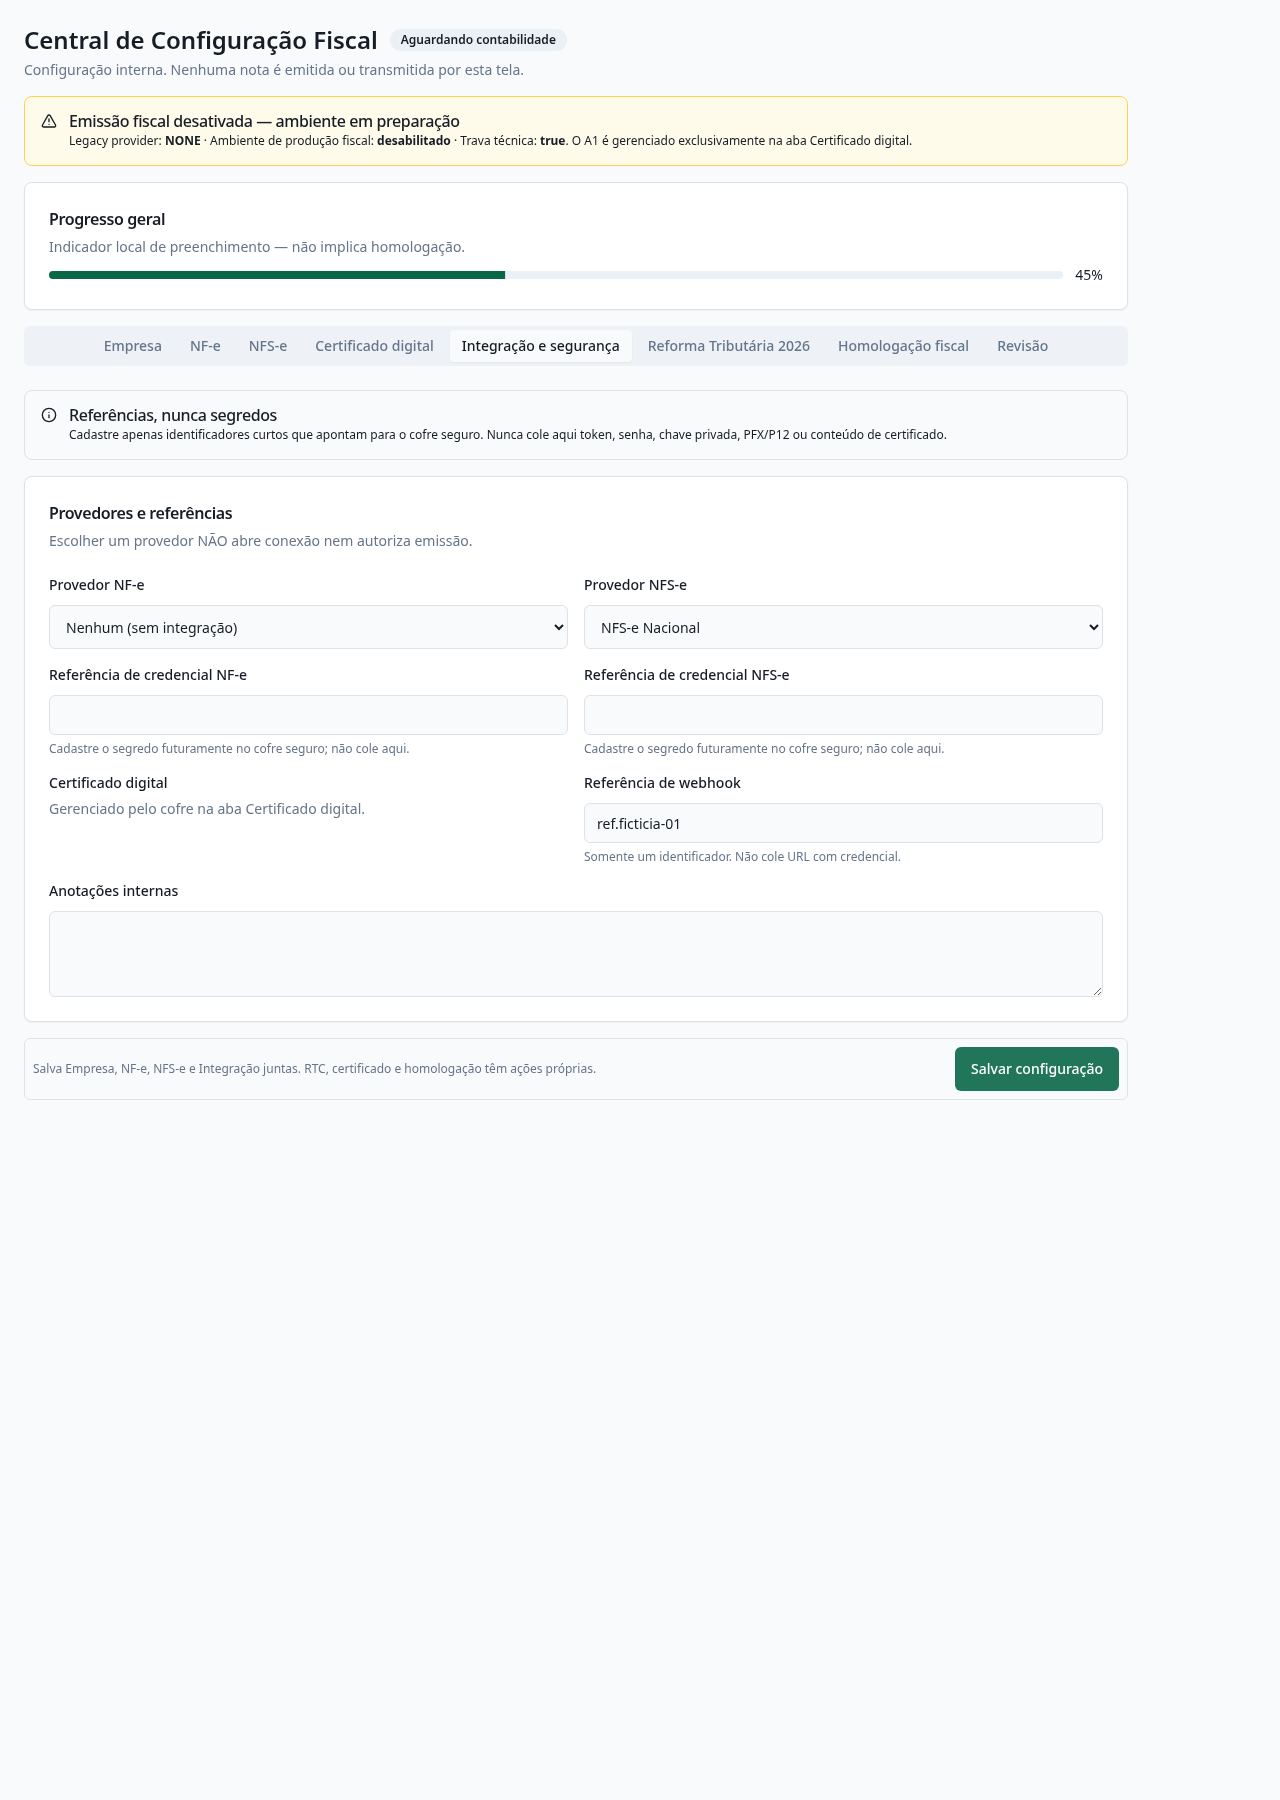 Central de Configuração Fiscal
Aguardando contabilidade
Configuração interna. Nenhuma nota é emitida ou transmitida por esta tela.
Emissão fiscal desativada — ambiente em preparação
Legacy provider: NONE · Ambiente de produção fiscal: desabilitado · Trava técnica: true. O A1 é gerenciado exclusivamente na aba Certificado digital.
Progresso geral
Indicador local de preenchimento — não implica homologação.
45%
Empresa NF-e NFS-e Certificado digital Integração e segurança Reforma Tributária 2026 Homologação fiscal Revisão
Referências, nunca segredos
Cadastre apenas identificadores curtos que apontam para o cofre seguro. Nunca cole aqui token, senha, chave privada, PFX/P12 ou conteúdo de certificado.
Provedores e referências
Escolher um provedor NÃO abre conexão nem autoriza emissão.
Provedor NF-e
Nenhum (sem integração)
Provedor NFS-e
NFS-e Nacional
Referência de credencial NF-e
Cadastre o segredo futuramente no cofre seguro; não cole aqui.
Referência de credencial NFS-e
Cadastre o segredo futuramente no cofre seguro; não cole aqui.
Certificado digital
Gerenciado pelo cofre na aba Certificado digital.
Referência de webhook
ref.ficticia-01
Somente um identificador. Não cole URL com credencial.
Anotações internas
Salva Empresa, NF-e, NFS-e e Integração juntas. RTC, certificado e homologação têm ações próprias.
Salvar configuração